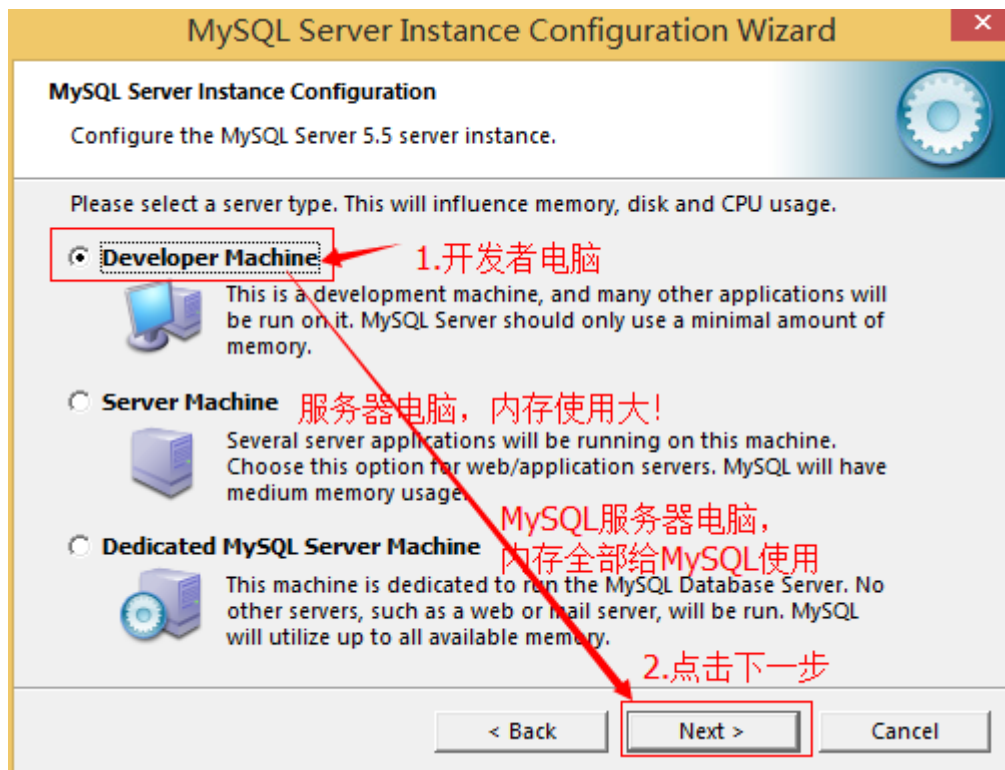 MySQL Server Instance Configuration Wizard
MySQL Server Instance Configuration
Configure the MySQL Server 5.5 server instance.
Please select a server type. This will influence memory, disk and CPU usage.
Developer Machine
1.开发者电脑
This is a development machine, and many other applications will
be run on it. MySQL Server should only use a minimal amount of
memory.
Server Machine
服务器电脑，内存使用大!
Several server applications will be running on this machine.
Choose this option for web/application servers. MySQL will have
medium memory usage.
MySQL服务器电脑，
内存全部给MySQL使用
Dedicated MySQL Server Machine
This machine is dedicated to run the MySQL Database Server. No
other servers, such as a web or mail server, will be run. MySQL
will utilize up to all available memory.
2.点击下一步
< Back
Next >
Cancel